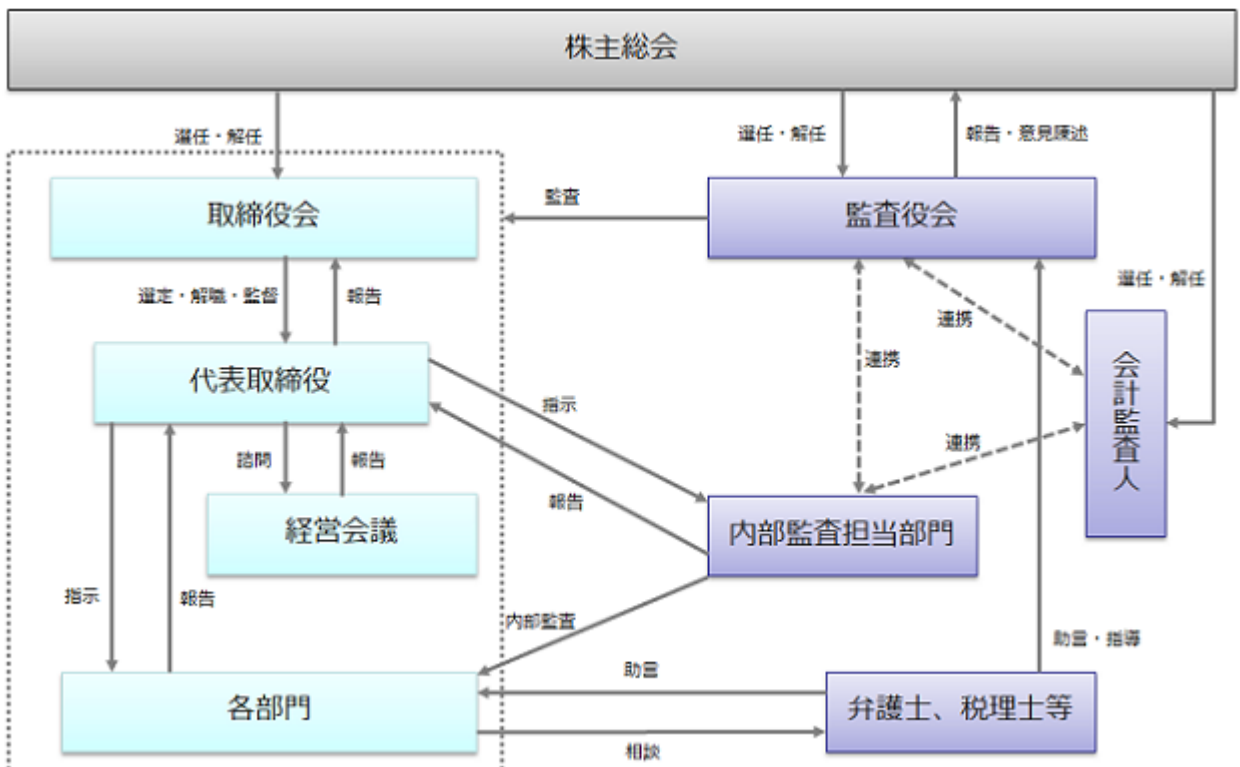 株主総会
選任・解任
選任・解任
報告・意見陳述
取締役会
監査
監査役会
選定・解職・監督
報告
選任・解任
連携
連携
代表取締役
会計監査人
指示
諮問
報告
連携
報告
経営会議
内部監査担当部門
指示
報告
内部監査
助言・指導
助言
各部門
弁護士、税理士等
相談